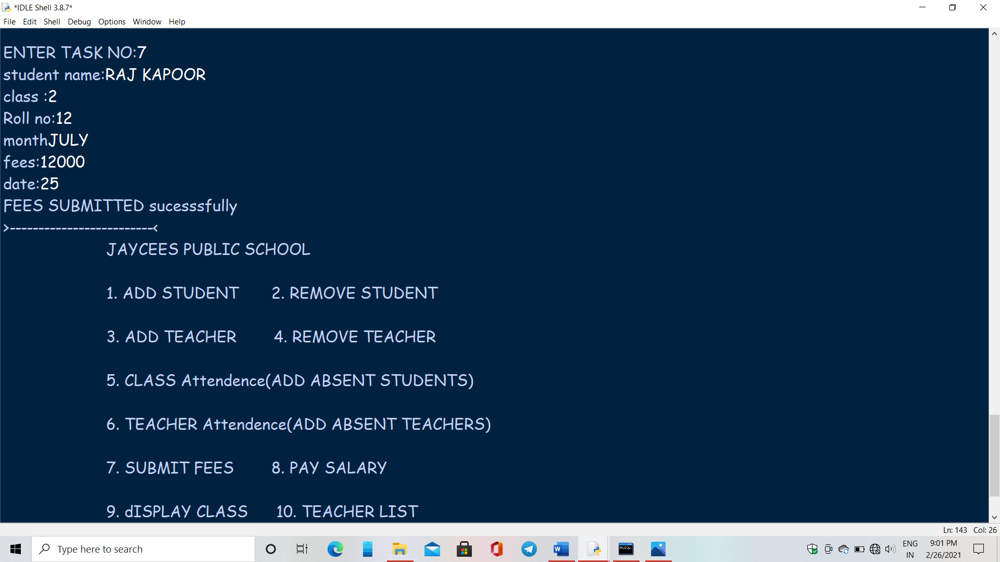 *IDLE Shell 3.8.7*
File Edit Shell Debug Options Window Help
ENTER TASK NO:7
student name:RAJ KAPOOR
class :2
Roll no:12
monthJULY
fees:12000
date:25
FEES SUBMITTED sucesssfully
>-------------------------<
JAYCEES PUBLIC SCHOOL
1. ADD STUDENT 2. REMOVE STUDENT
3. ADD TEACHER 4. REMOVE TEACHER
5. CLASS Attendence(ADD ABSENT STUDENTS)
6. TEACHER Attendence(ADD ABSENT TEACHERS)
7. SUBMIT FEES 8. PAY SALARY
9. dISPLAY CLASS 10. TEACHER LIST
Ln: 143 Col: 26
Type here to search
MySQL
ENG 9:01 PM
IN 2/26/2021